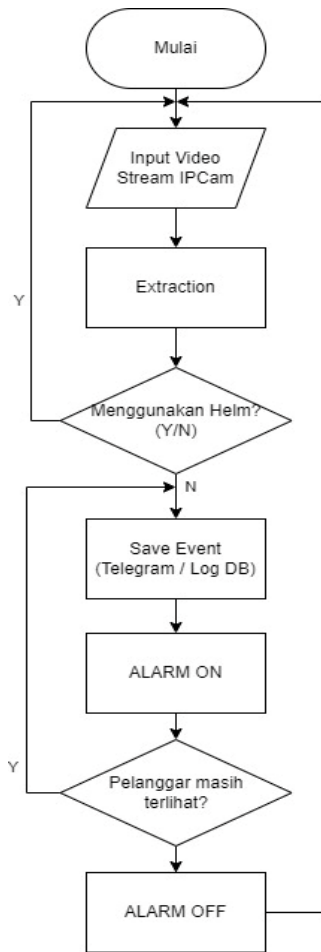 Mulai
Input Video
Stream IPCam
Extraction
Y
Menggunakan Helm?
(Y/N)
N
Save Event
(Telegram / Log DB)
ALARM ON
Y
Pelanggar masih
terlihat?
ALARM OFF